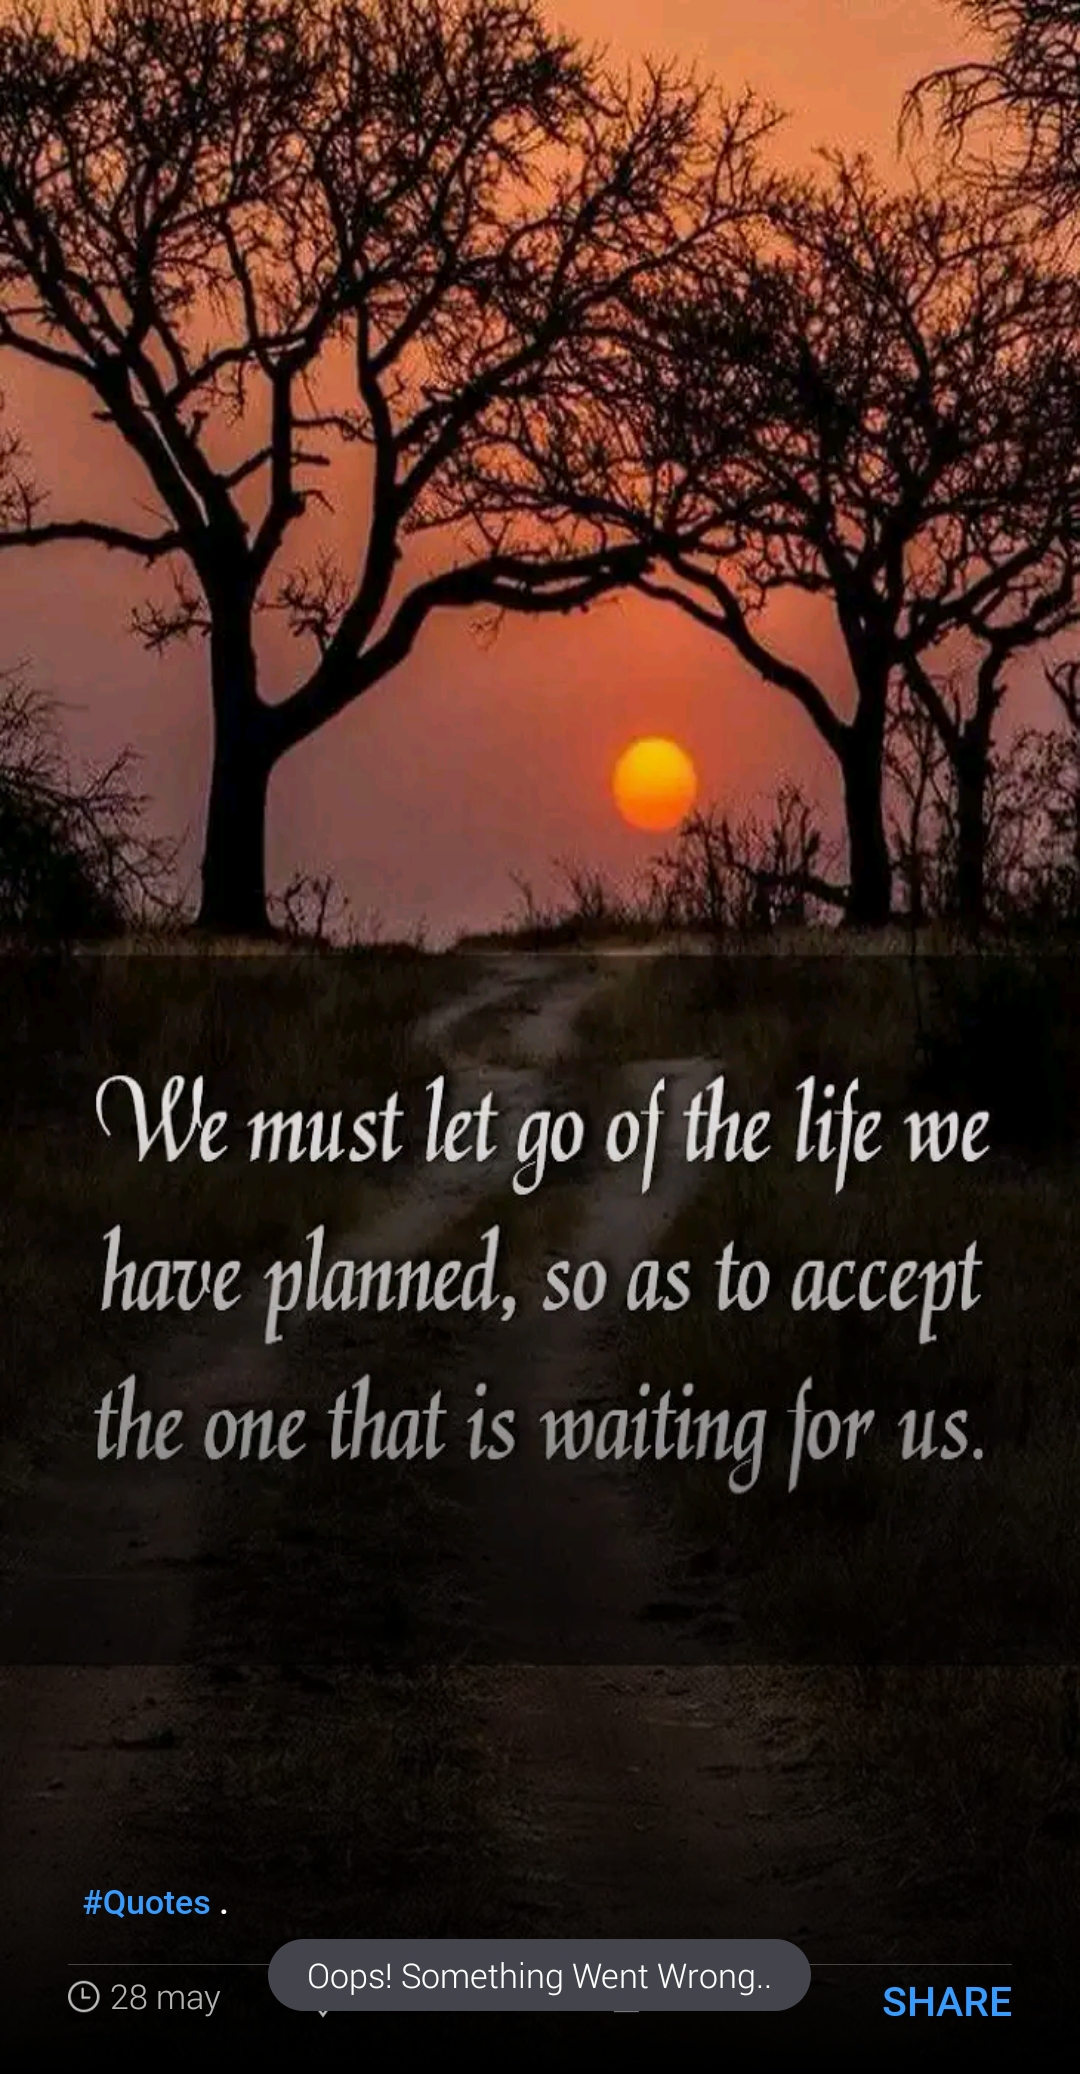 We must let go of the life we
have planned, so as to accept
the one that is waiting for us.
#Quotes .
Oops! Something Went Wrong..
28 may
SHARE